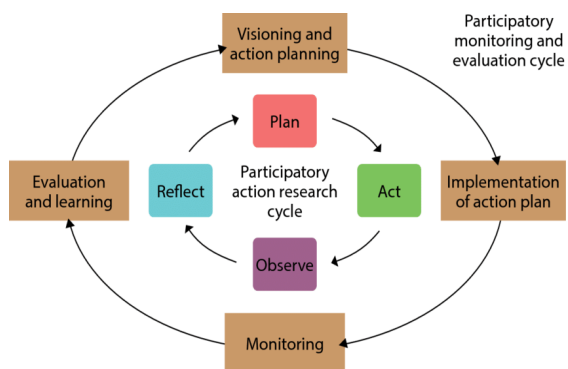 Participatory
monitoring and
evaluation cycle
Visioning and
action planning
Plan
Evaluation
and learning
Reflect
Participatory
action research
cycle
Act
Implementation
of action plan
Observe
Monitoring